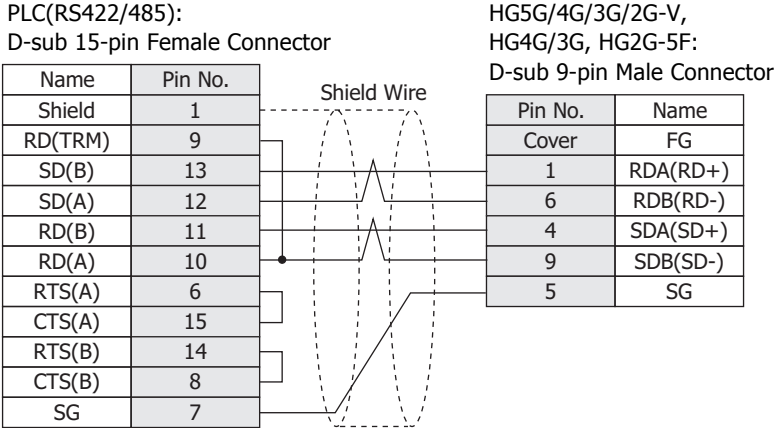 PLC(RS422/485):
D-sub 15-pin Female Connector
Name Pin No.
Shield 1
RD(TRM) 9
SD(B) 13
SD(A) 12
RD(B) 11
RD(A) 10
RTS(A) 6
CTS(A) 15
RTS(B) 14
CTS(B) 8
SG 7
Shield Wire
HG5G/4G/3G/2G-V,
HG4G/3G, HG2G-5F:
D-sub 9-pin Male Connector
Pin No. Name
Cover FG
1 RDA(RD+)
6 RDB(RD-)
4 SDA(SD+)
9 SDB(SD-)
5 SG